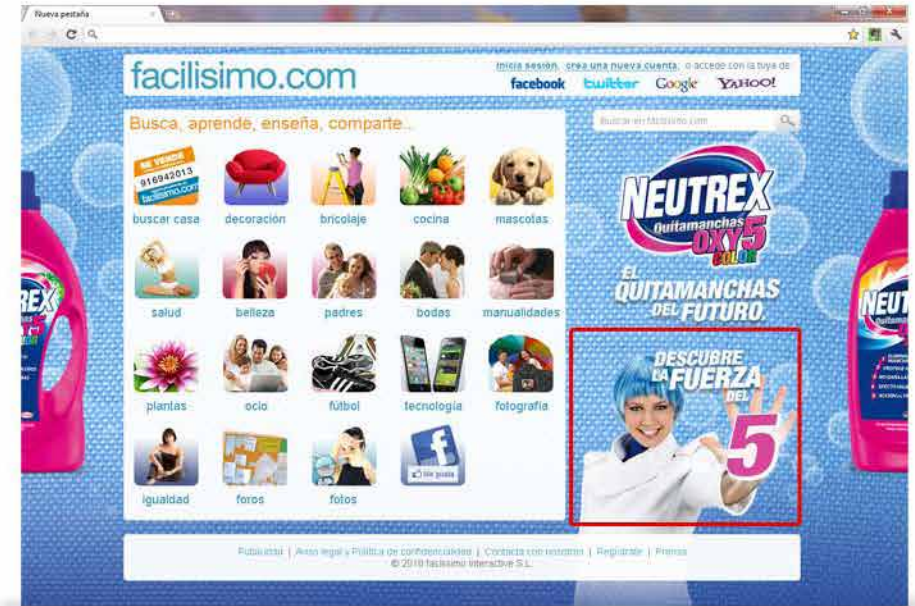 Nueva pestaña
facilisimo.com
Inicia sesión, crea una nueva cuenta, o accede con la tuya de
facebook twitter Google YAHOO!
Busca, aprende, enseña, comparte...
Buscar en facilisimo.com
SE VENDE
916942013
facilisimo.com
buscar casa decoración bricolaje cocina mascotas
salud belleza padres bodas manualidades
plantas ocio fútbol tecnología fotografía
Me gusta
igualdad foros fotos
NEUTREX
Quitamanchas
OXY5
COLOR
EL
QUITAMANCHAS
DEL FUTURO.
DESCUBRE
LA FUERZA
DEL
5
Publicidad | Aviso legal y Política de confidencialidad | Contacta con nosotros | Regístrate | Prensa
© 2010 facilisimo Interactive S.L.